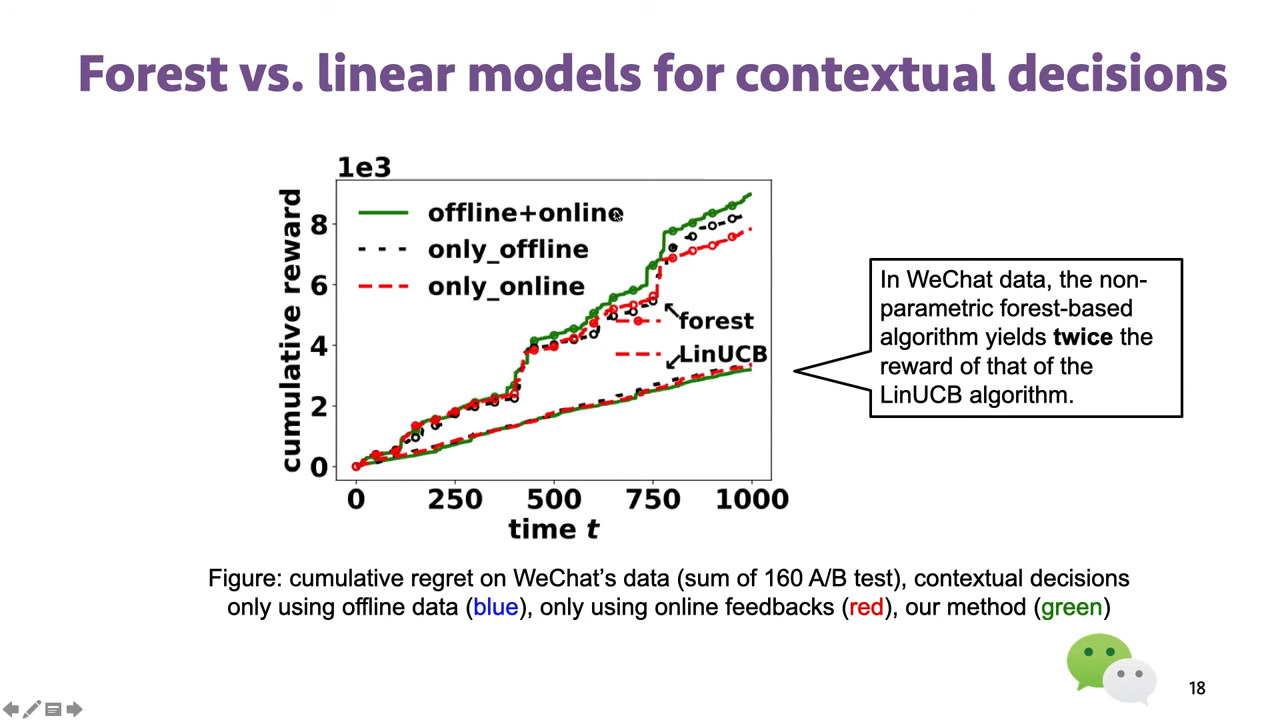 Forest vs. linear models for contextual decisions
1e3
cumulative reward
8
6
4
2
0
offline+online
only_offline
only_online
forest
LinUCB
0 250 500 750 1000
time t
In WeChat data, the non-
parametric forest-based
algorithm yields twice the
reward of that of the
LinUCB algorithm.
Figure: cumulative regret on WeChat's data (sum of 160 A/B test), contextual decisions
only using offline data (blue), only using online feedbacks (red), our method (green)
18